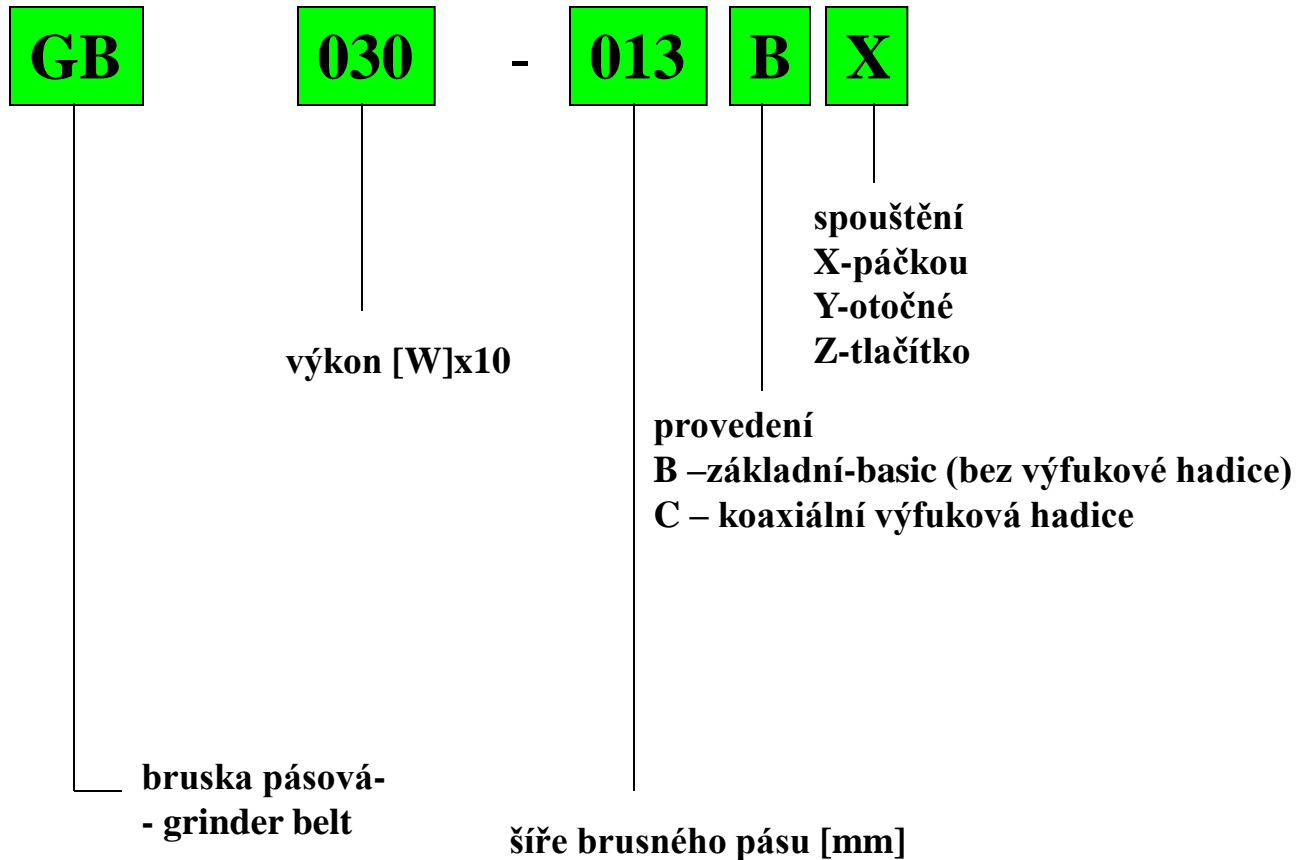 GB 030 - 013 B X
spouštění
X-páčkou
Y-otočné
Z-tlačítko
výkon [W]x10
provedení
B –základní-basic (bez výfukové hadice)
C – koaxiální výfuková hadice
bruska pásová-
- grinder belt
šíře brusného pásu [mm]